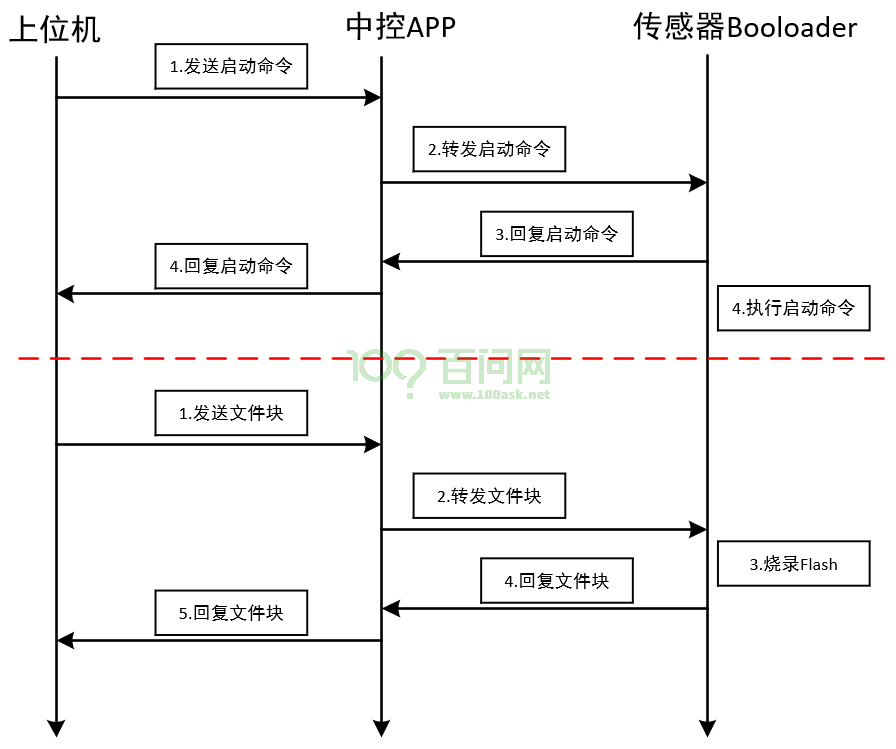 上位机
中控APP
传感器Booloader
1.发送启动命令
2.转发启动命令
3.回复启动命令
4.回复启动命令
4.执行启动命令
100? 百问网
www.100ask.net
1.发送文件块
2.转发文件块
3.烧录Flash
4.回复文件块
5.回复文件块